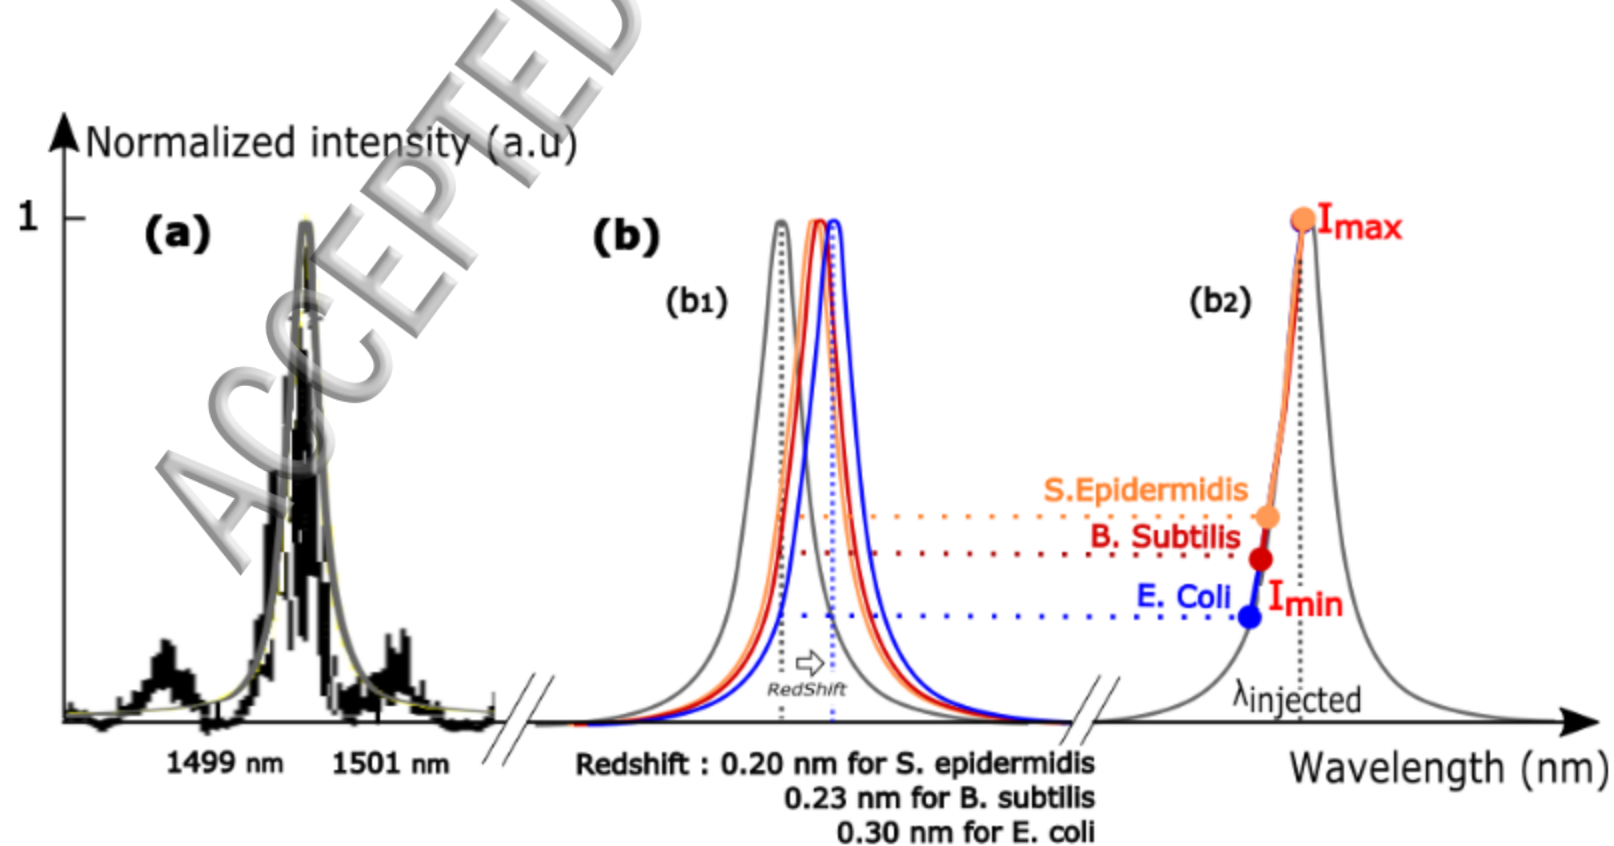 ACCEPTED
Normalized intensity (a.u)
1
(a)
(b)
(b1)
(b2)
Imax
S.Epidermidis
B. Subtilis
E. Coli
Imin
RedShift
λinjected
1499 nm
1501 nm
Redshift : 0.20 nm for S. epidermidis
0.23 nm for B. subtilis
0.30 nm for E. coli
Wavelength (nm)